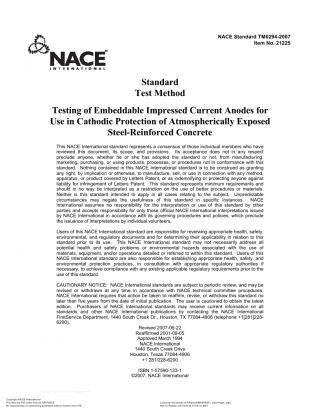 NACE Standard TM0294-2007
Item No. 21225
NACE
INTERNATIONAL
Standard
Test Method
Testing of Embeddable Impressed Current Anodes for
Use in Cathodic Protection of Atmospherically Exposed
Steel-Reinforced Concrete
This NACE International standard represents a consensus of those individual members who have
reviewed this document, its scope, and provisions. Its acceptance does not in any respect
preclude anyone, whether he or she has adopted the standard or not, from manufacturing,
marketing, purchasing, or using products, processes, or procedures not in conformance with this
standard. Nothing contained in this NACE International standard is to be construed as granting
any right, by implication or otherwise, to manufacture, sell, or use in connection with any method,
apparatus, or product covered by Letters Patent, or as indemnifying or protecting anyone against
liability for infringement of Letters Patent. This standard represents minimum requirements and
should in no way be interpreted as a restriction on the use of better procedures or materials.
Neither is this standard intended to apply in all cases relating to the subject. Unpredictable
circumstances may negate the usefulness of this standard in specific instances. NACE
International assumes no responsibility for the interpretation or use of this standard by other
parties and accepts responsibility for only those official NACE International interpretations issued
by NACE International in accordance with its governing procedures and policies, which preclude
the issuance of interpretations by individual volunteers.
Users of this NACE International standard are responsible for reviewing appropriate health, safety,
environmental, and regulatory documents and for determining their applicability in relation to this
standard prior to its use. This NACE International standard may not necessarily address all
potential health and safety problems or environmental hazards associated with the use of
materials, equipment, and/or operations detailed or referred to within this standard. Users of this
NACE International standard are also responsible for establishing appropriate health, safety, and
environmental protection practices, in consultation with appropriate regulatory authorities if
necessary, to achieve compliance with any existing applicable regulatory requirements prior to the
use of this standard.
CAUTIONARY NOTICE: NACE International standards are subject to periodic review, and may be
revised or withdrawn at any time in accordance with NACE technical committee procedures.
NACE International requires that action be taken to reaffirm, revise, or withdraw this standard no
later than five years from the date of initial publication. The user is cautioned to obtain the latest
edition. Purchasers of NACE International standards may receive current information on all
standards and other NACE International publications by contacting the NACE International
FirstService Department, 1440 South Creek Dr., Houston, TX 77084-4906 (telephone +1[281]228-
6200).
Revised 2007-06-22
Reaffirmed 2001-09-05
Approved March 1994
NACE International
1440 South Creek Drive
Houston, Texas 77084-4906
+1 281/228-6200
ISBN 1-57590-133-1
©2007, NACE International